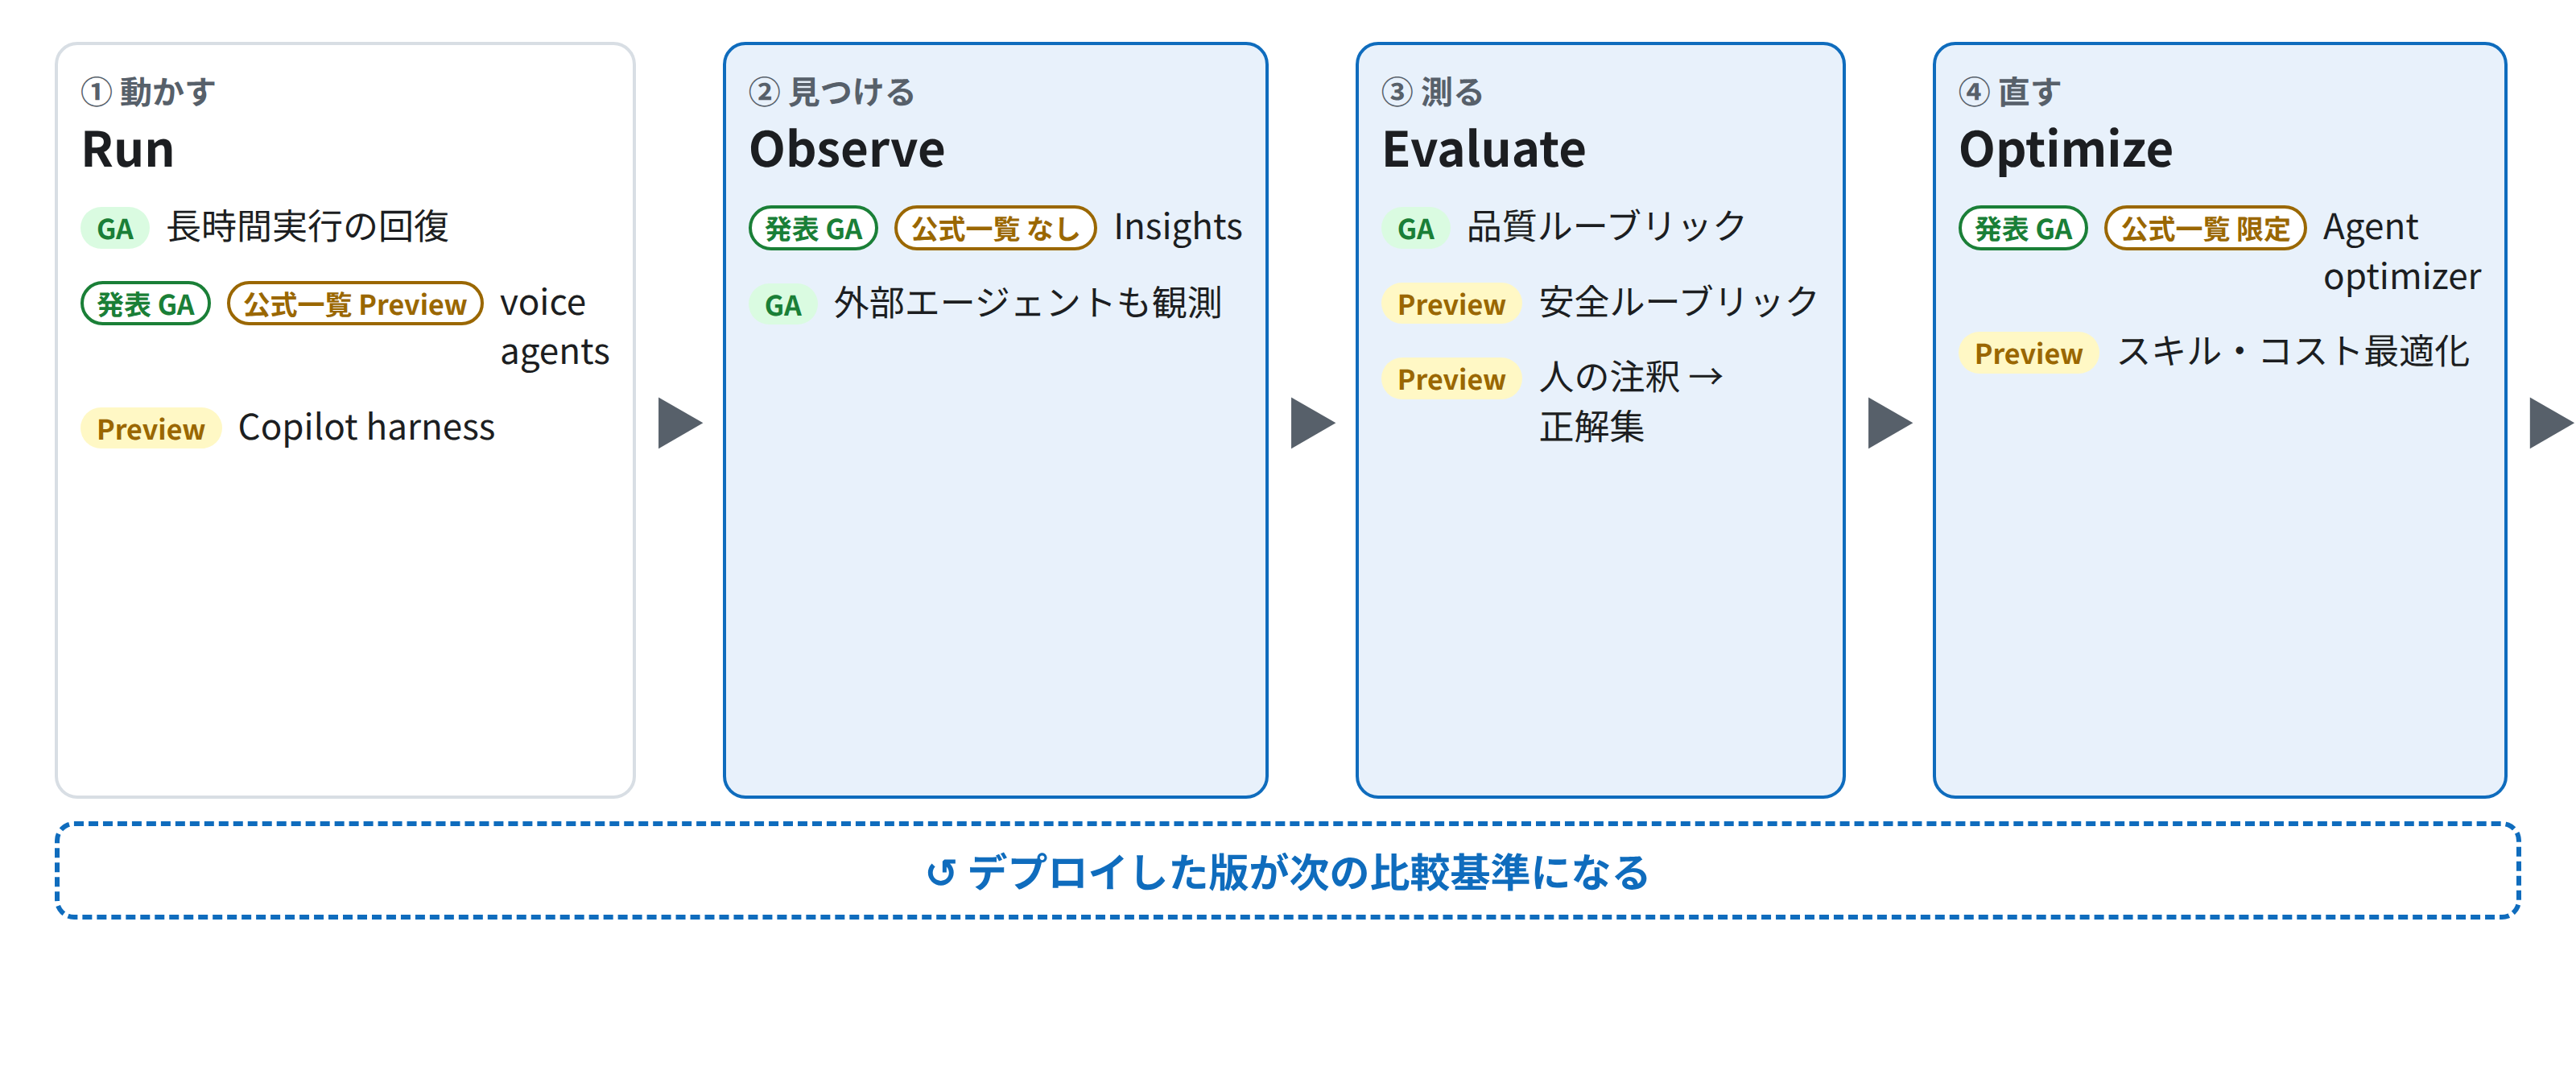 ① 動かす
Run
GA 長時間実行の回復
発表 GA 公式一覧 Preview voice
agents
Preview Copilot harness
② 見つける
Observe
発表 GA 公式一覧 なし Insights
GA 外部エージェントも観測
③ 測る
Evaluate
GA 品質ルーブリック
Preview 安全ルーブリック
Preview 人の注釈 →
正解集
④ 直す
Optimize
発表 GA 公式一覧 限定 Agent
optimizer
Preview スキル・コスト最適化
↺ デプロイした版が次の比較基準になる